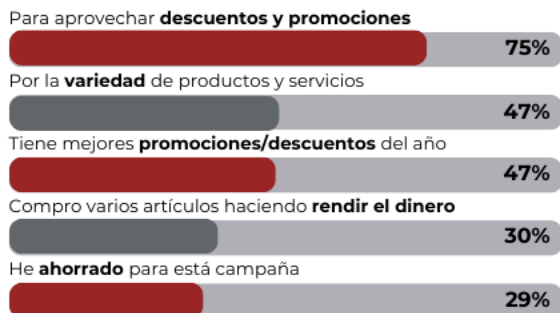 Para aprovechar descuentos y promociones
75%
Por la variedad de productos y servicios
47%
Tiene mejores promociones/descuentos del año
47%
Compro varios artículos haciendo rendir el dinero
30%
He ahorrado para está campaña
29%